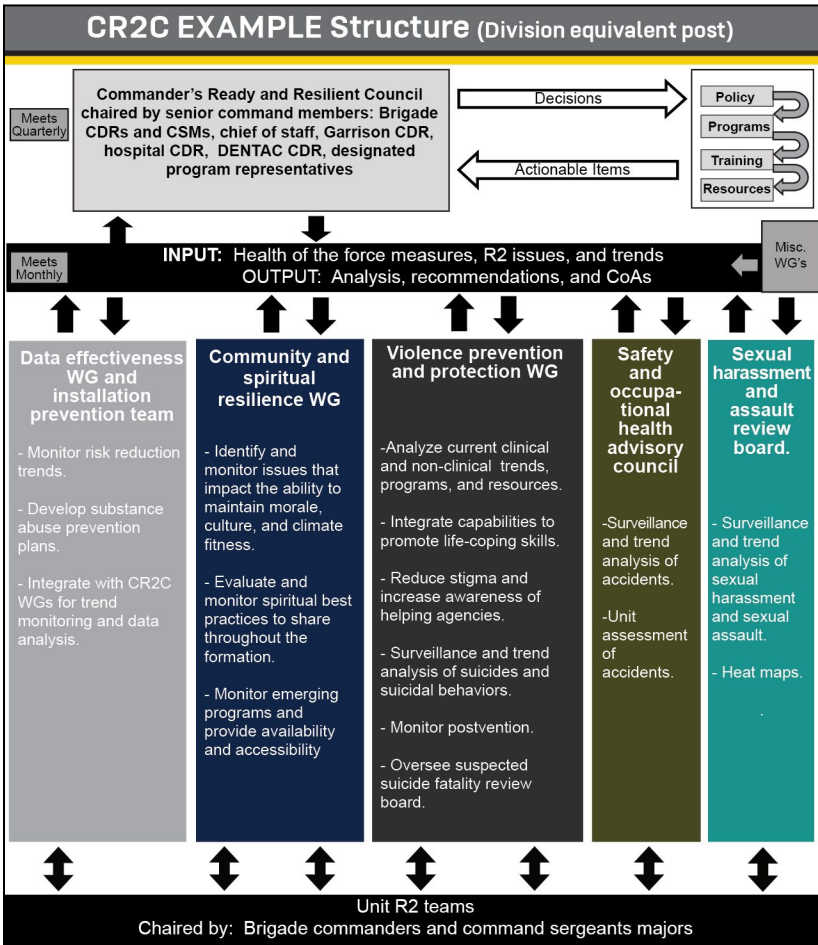 CR2C EXAMPLE Structure (Division equivalent post)
Meets
Quarterly
Commander's Ready and Resilient Council
chaired by senior command members: Brigade
CDRs and CSMs, chief of staff, Garrison CDR,
hospital CDR, DENTAC CDR, designated
program representatives
Decisions
Actionable Items
Policy
Programs
Training
Resources
Meets
Monthly
INPUT: Health of the force measures, R2 issues, and trends
OUTPUT: Analysis, recommendations, and CoAs
Misc.
WG's
Data effectiveness
WG and
installation
prevention team
- Monitor risk reduction
trends.
- Develop substance
abuse prevention
plans.
- Integrate with CR2C
WGs for trend
monitoring and data
analysis.
Community and
spiritual
resilience WG
- Identify and
monitor issues that
impact the ability to
maintain morale,
culture, and climate
fitness.
- Evaluate and
monitor spiritual best
practices to share
throughout the
formation.
- Monitor emerging
programs and
provide availability
and accessibility
Violence prevention
and protection WG
-Analyze current clinical
and non-clinical trends,
programs, and resources.
- Integrate capabilities to
promote life-coping skills.
- Reduce stigma and
increase awareness of
helping agencies.
- Surveillance and trend
analysis of suicides and
suicidal behaviors.
- Monitor postvention.
- Oversee suspected
suicide fatality review
board.
Safety
and
occupa-
tional
health
advisory
council
-Surveillance
and trend
analysis of
accidents.
-Unit
assessment
of
accidents.
Sexual
harassment
and
assault
review
board.
- Surveillance
and trend
analysis of
sexual
harassment
and sexual
assault.
- Heat maps.
.
Unit R2 teams
Chaired by: Brigade commanders and command sergeants majors